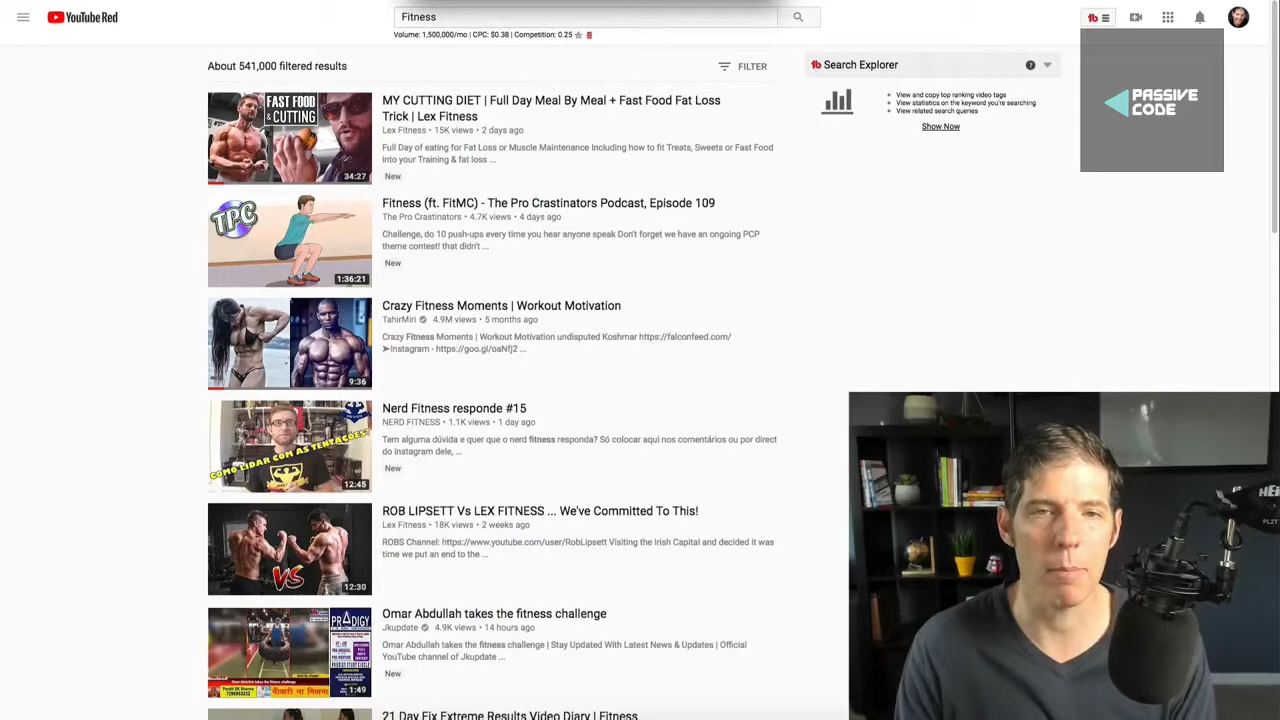 YouTube Red
Fitness
Volume: 1,500,000/mo | CPC: $0.38 | Competition: 0.25
tb
About 541,000 filtered results
FILTER
tb Search Explorer
?
View and copy top ranking video tags
View statistics on the keyword you're searching
View related search queries
Show Now
PASSIVE
CODE
FAST FOOD
& CUTTING
34:27
MY CUTTING DIET | Full Day Meal By Meal + Fast Food Fat Loss
Trick | Lex Fitness
Lex Fitness • 15K views • 2 days ago
Full Day of eating for Fat Loss or Muscle Maintenance Including how to fit Treats, Sweets or Fast Food
into your Training & fat loss ...
New
TPC
1:36:21
Fitness (ft. FitMC) - The Pro Crastinators Podcast, Episode 109
The Pro Crastinators • 4.7K views • 4 days ago
Challenge, do 10 push-ups every time you hear anyone speak Don't forget we have an ongoing PCP
theme contest! that didn't ...
New
9:36
Crazy Fitness Moments | Workout Motivation
TahirMiri 4.9M views • 5 months ago
Crazy Fitness Moments | Workout Motivation undisputed Koshmar https://falconfeed.com/
➤Instagram - https://goo.gl/oaNfj2 ...
COMO LIDAR COM AS TENTAÇÕES
12:45
Nerd Fitness responde #15
NERD FITNESS • 1.1K views • 1 day ago
Tem alguma dúvida e quer que o nerd fitness responda? Só colocar aqui nos comentários ou por direct
do instagram dele, ...
New
VS
12:30
ROB LIPSETT Vs LEX FITNESS ... We've Committed To This!
Lex Fitness • 18K views • 2 weeks ago
ROBS Channel: https://www.youtube.com/user/RobLipsett Visiting the Irish Capital and decided it was
time we put an end to the ...
PRADIGY
1:49
Omar Abdullah takes the fitness challenge
Jkupdate 4.9K views • 14 hours ago
Omar Abdullah takes the fitness challenge | Stay Updated With Latest News & Updates | Official
YouTube channel of Jkupdate ...
New
21 Day Fix Extreme Results Video Diary | Fitness